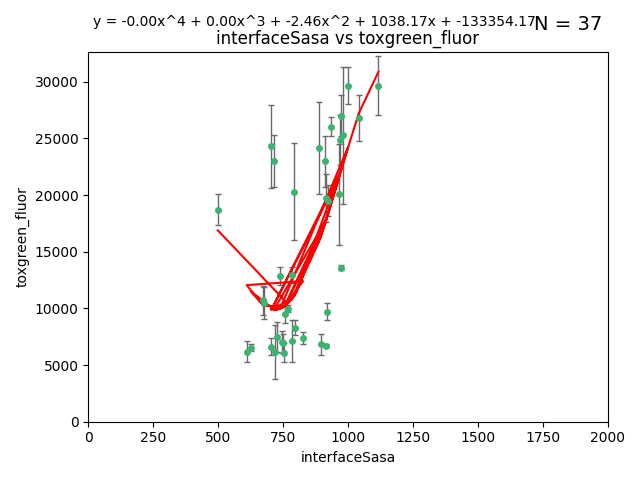 y = -0.00x^4 + 0.00x^3 + -2.46x^2 + 1038.17x + -133354.17
N = 37
interfaceSasa vs toxgreen_fluor
30000
25000
20000
15000
10000
5000
0
toxgreen_fluor
0 250 500 750 1000 1250 1500 1750 2000
interfaceSasa